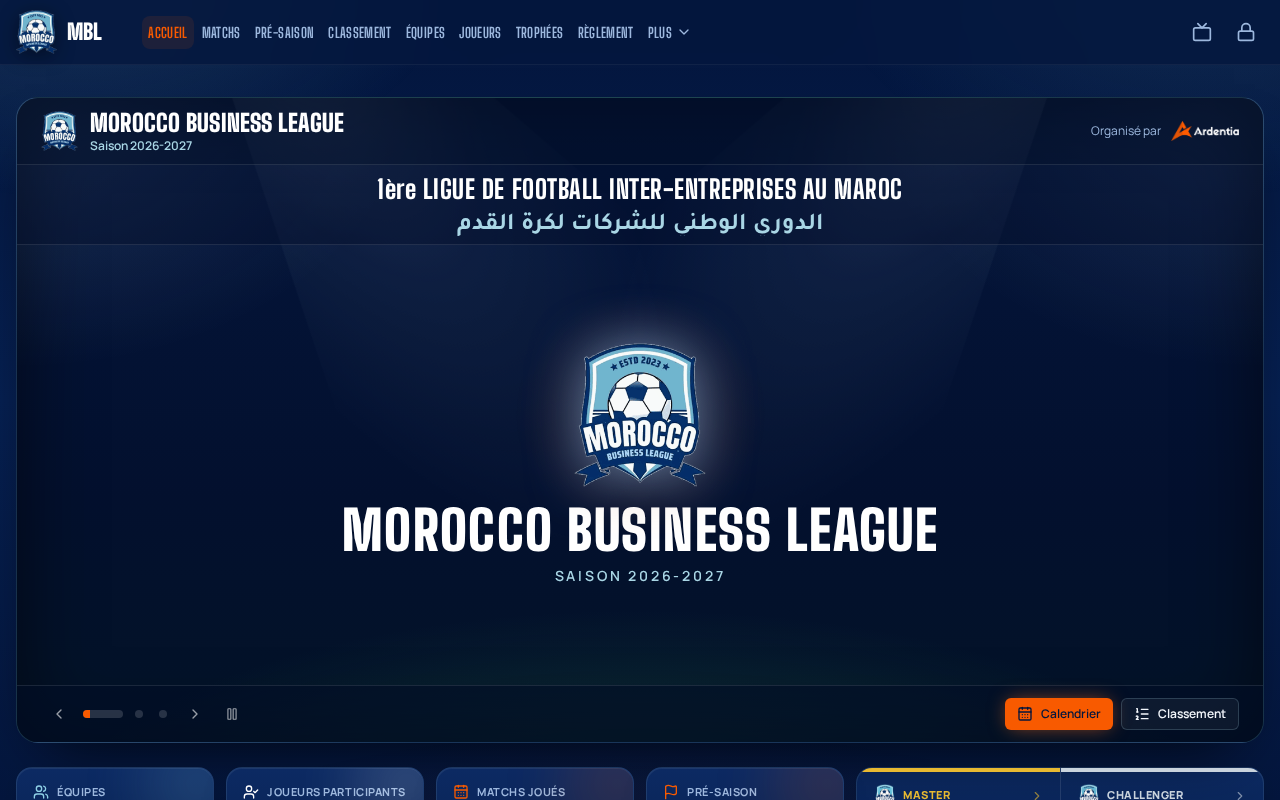 MBL
ACCUEIL
MATCHS
PRÉ-SAISON
CLASSEMENT
ÉQUIPES
JOUEURS
TROPHÉES
RÈGLEMENT
PLUS
MOROCCO BUSINESS LEAGUE
Saison 2026-2027
Organisé par
Ardentia
1ère LIGUE DE FOOTBALL INTER-ENTREPRISES AU MAROC
الدوري الوطني للشركات لكرة القدم
ESTD 2023
MOROCCO
BUSINESS LEAGUE
MOROCCO BUSINESS LEAGUE
SAISON 2026-2027
Calendrier
Classement
ÉQUIPES
JOUEURS PARTICIPANTS
MATCHS JOUÉS
PRÉ-SAISON
MASTER
CHALLENGER